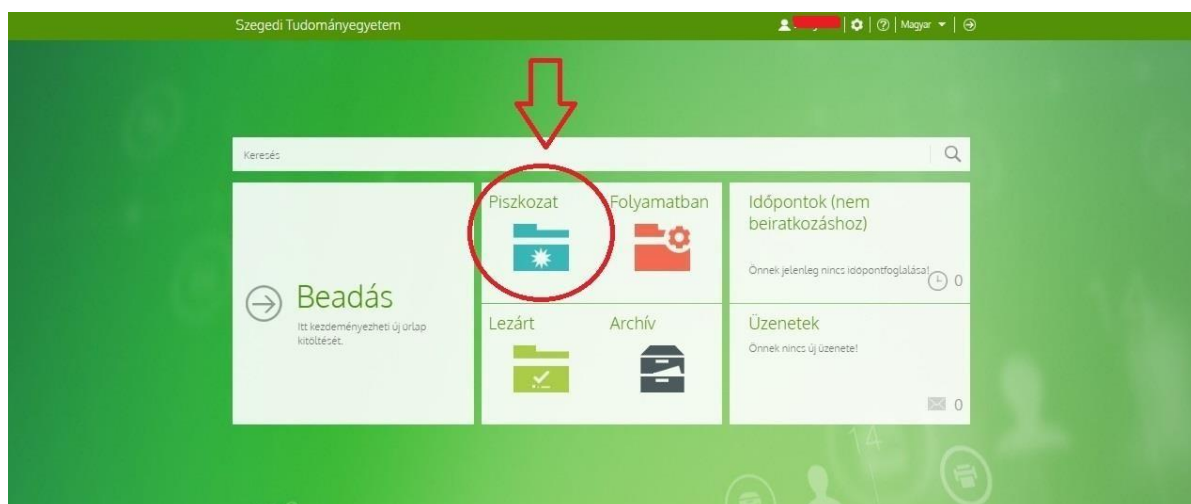 Szegedi Tudományegyetem
Magyar
Keresés
Piszkozat
Folyamatban
Időpontok (nem
beiratkozáshoz)
Önnek jelenleg nincs időpontfoglalása!
0
Beadás
Itt kezdeményezheti új űrlap
kitöltését.
Lezárt
Archív
Üzenetek
Önnek nincs új üzenete!
0
14